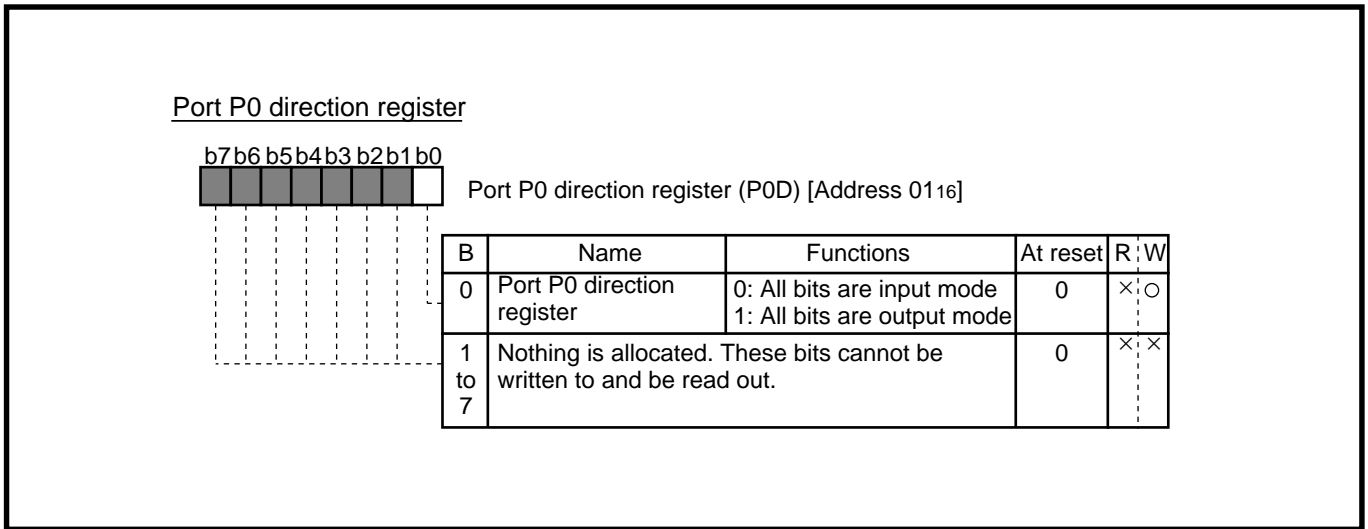 Port P0 direction register
b7 b6 b5 b4 b3 b2 b1 b0
Port P0 direction register (P0D) [Address 0116]
B Name Functions At reset R W
0 Port P0 direction register 0: All bits are input mode 0 × ○
1: All bits are output mode
1 to 7 Nothing is allocated. These bits cannot be 0 × ×
written to and be read out.